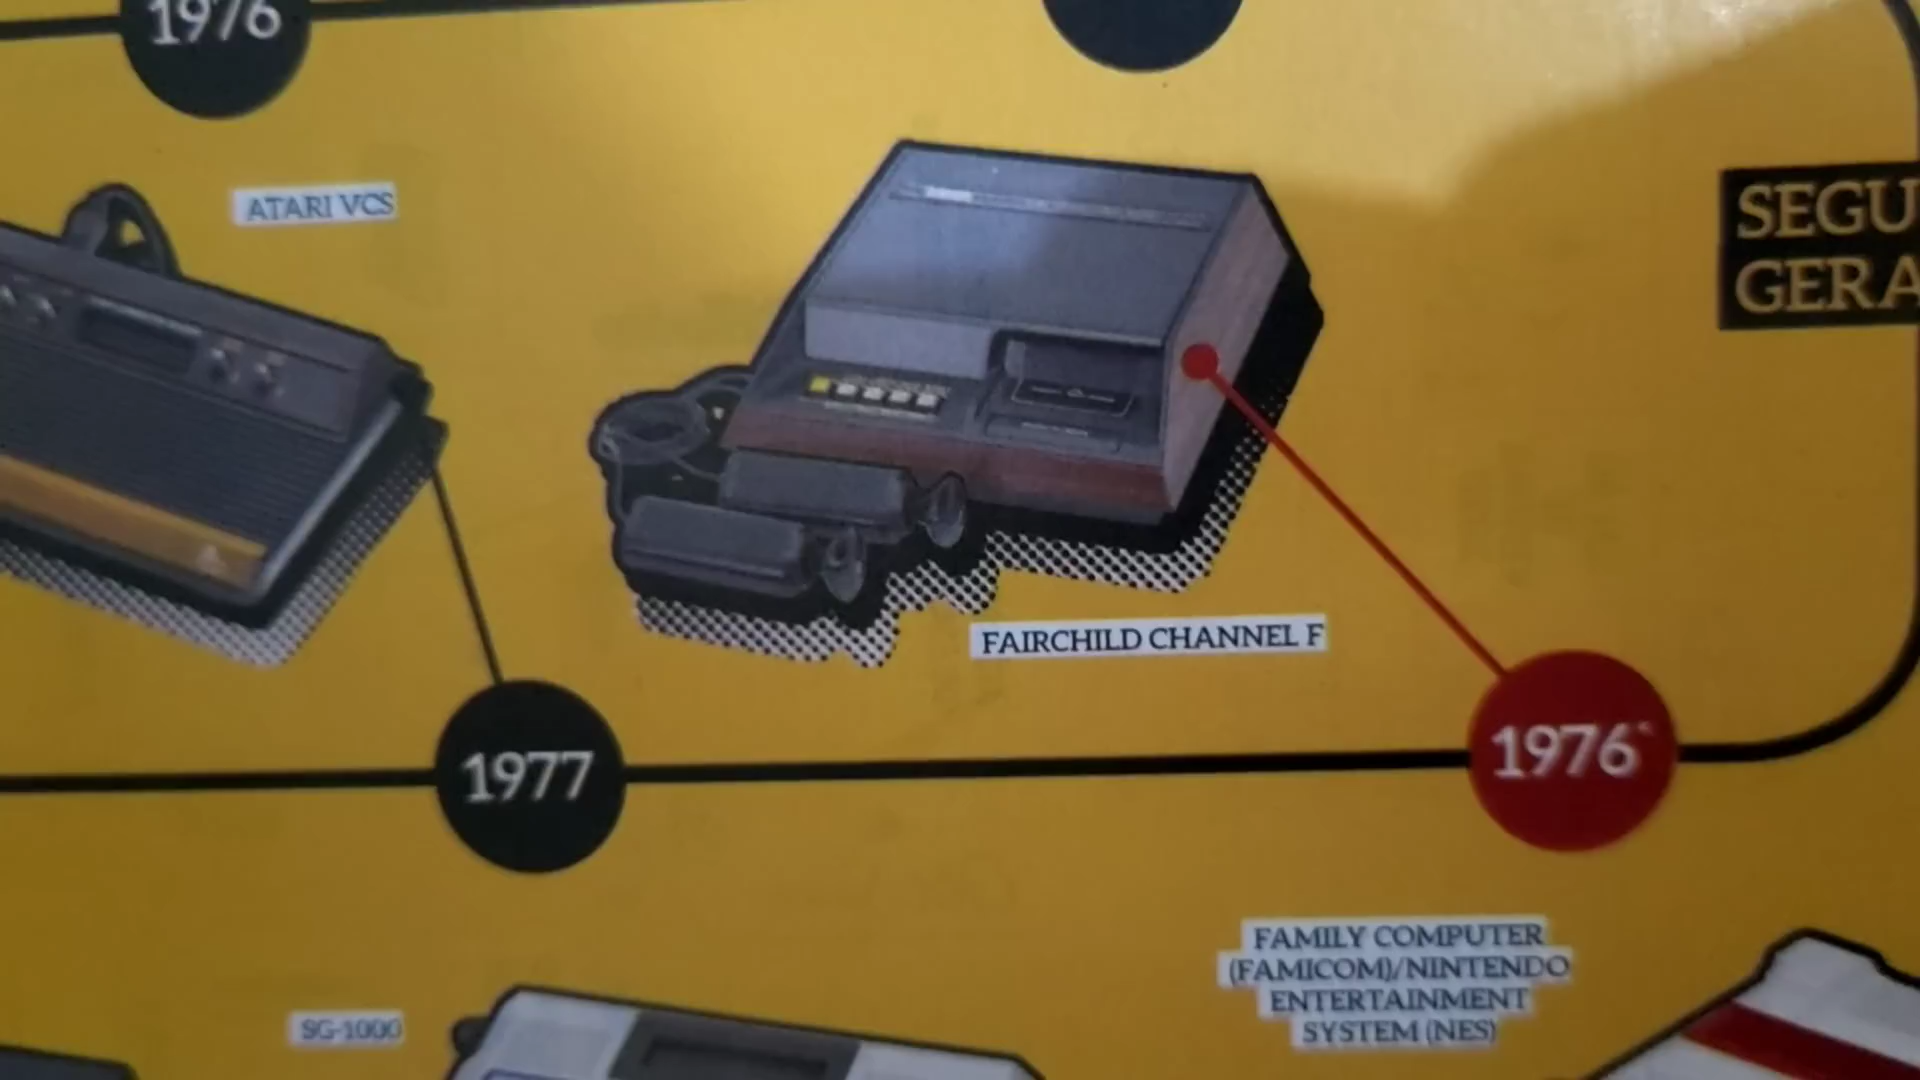 1976
ATARI VCS
SEGU
GERA
FAIRCHILD CHANNEL F
1977
1976
FAMILY COMPUTER
(FAMICOM)/NINTENDO
ENTERTAINMENT
SYSTEM (NES)
SG-1000